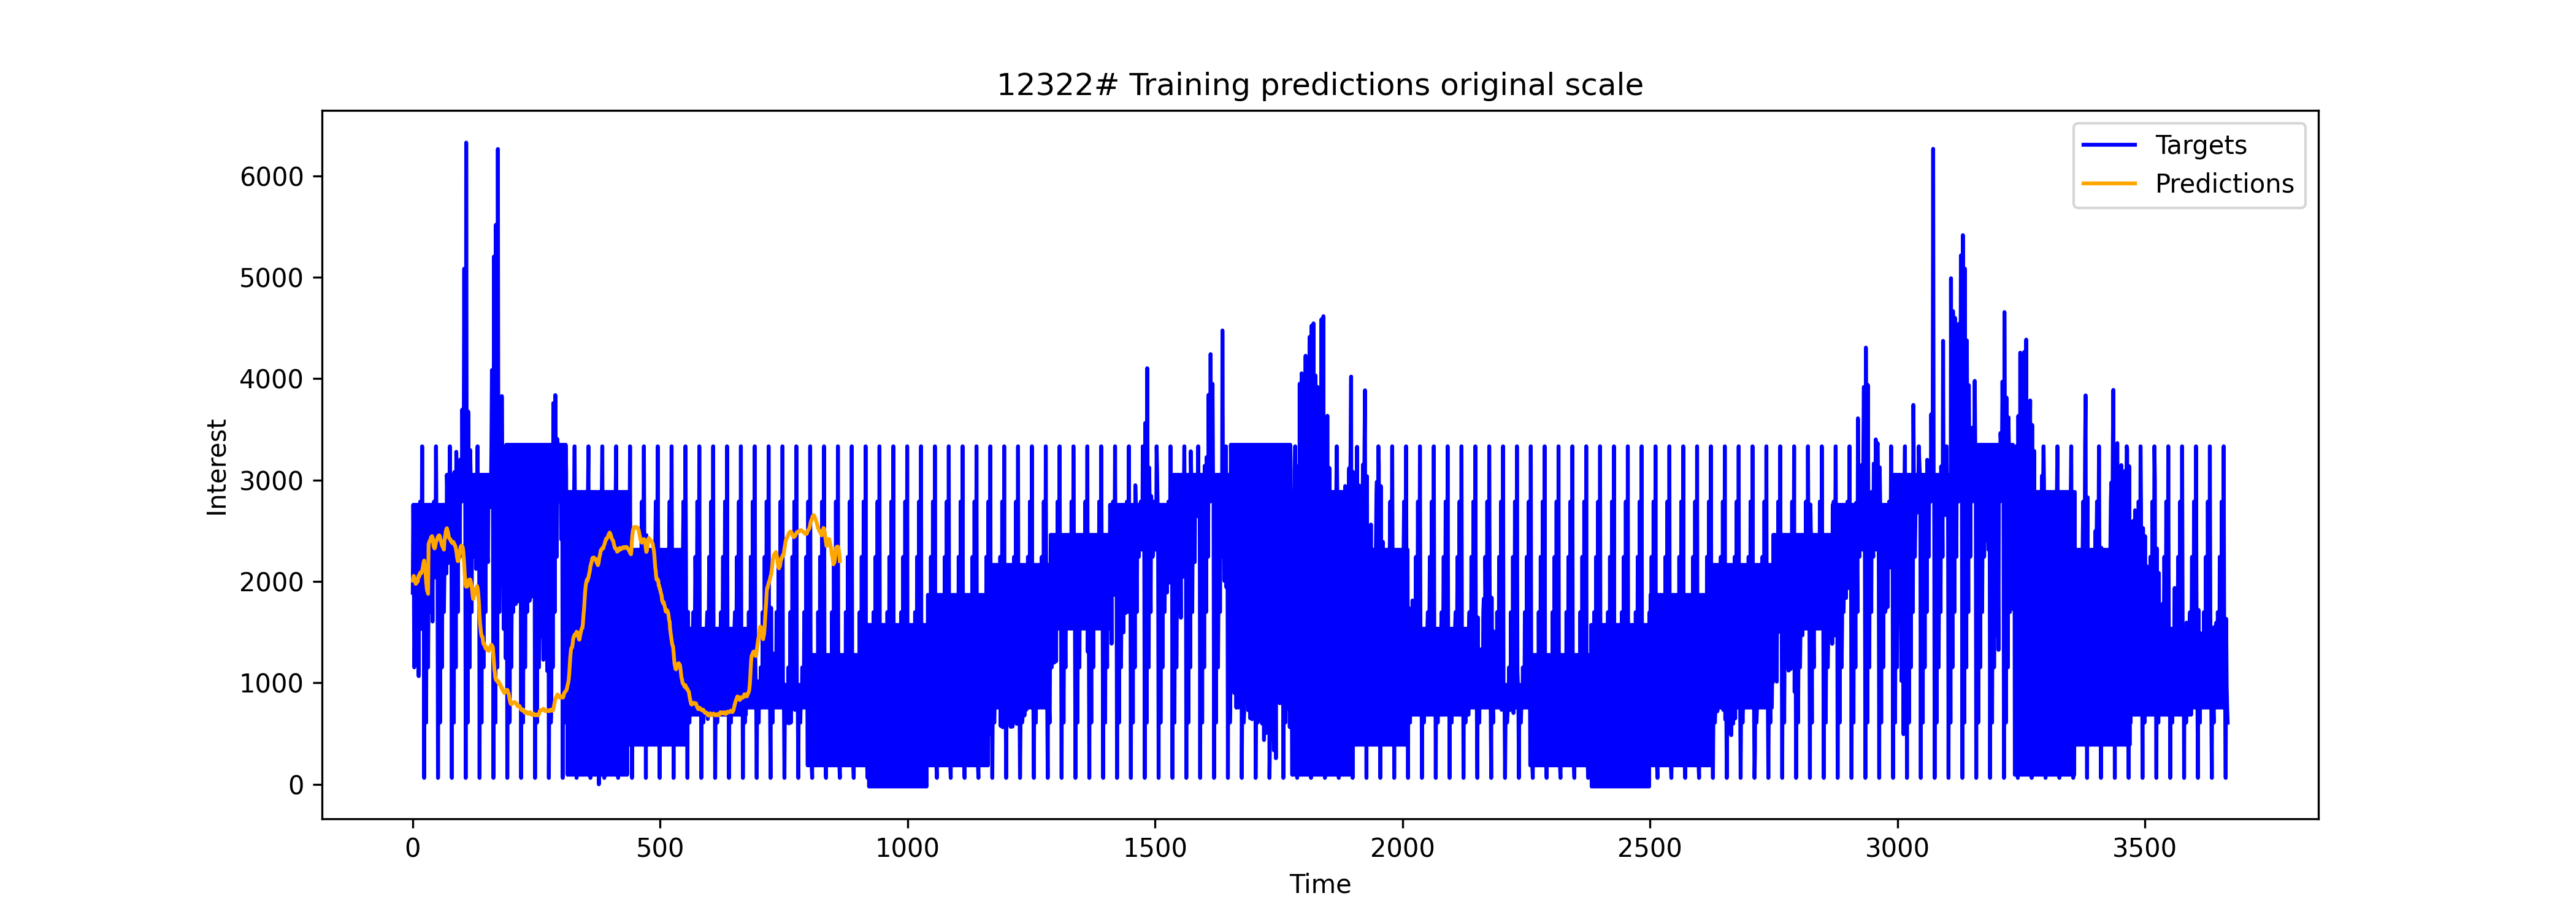 12322# Training predictions original scale
Targets
Predictions
Interest
6000
5000
4000
3000
2000
1000
0
0 500 1000 1500 2000 2500 3000 3500
Time